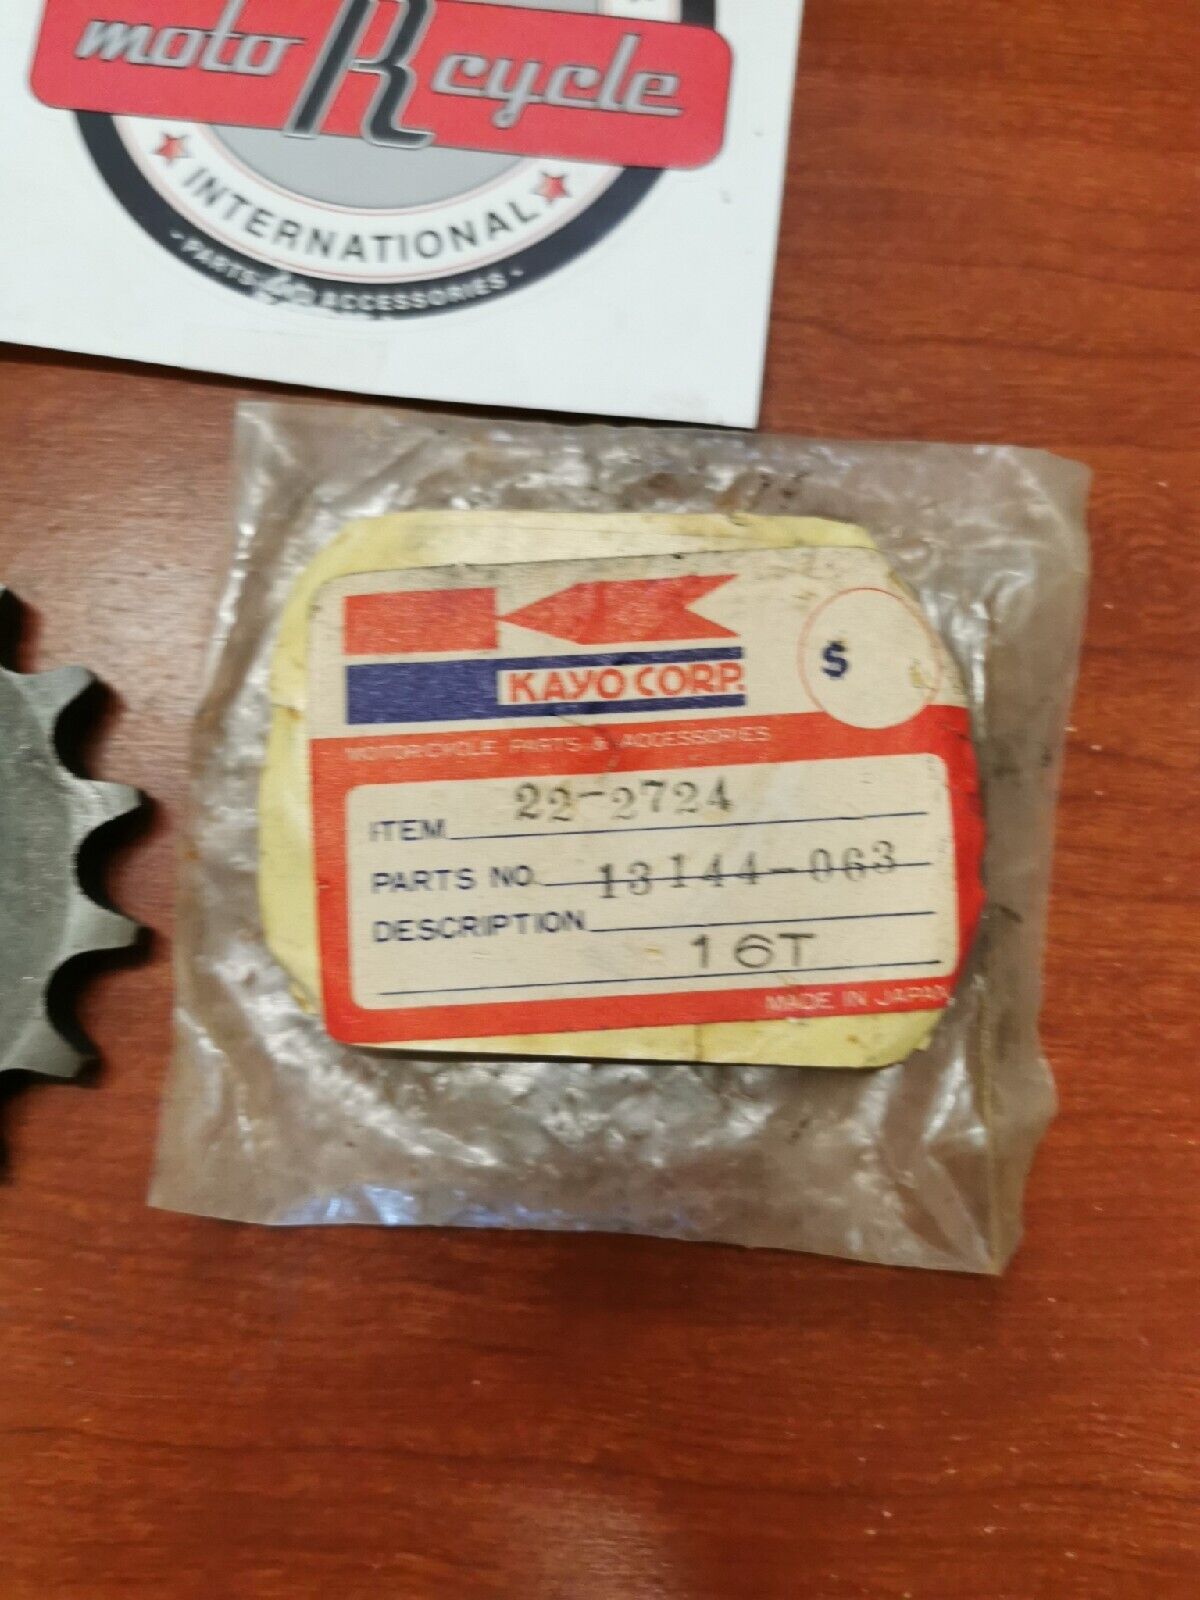 motoRcycle
INTERNATIONAL
- PARTS & ACCESSORIES -
$
KAYO CORP.
MOTORCYCLE PARTS & ACCESSORIES
ITEM 22-2724
PARTS NO. 13144-063
DESCRIPTION
16T
MADE IN JAPAN